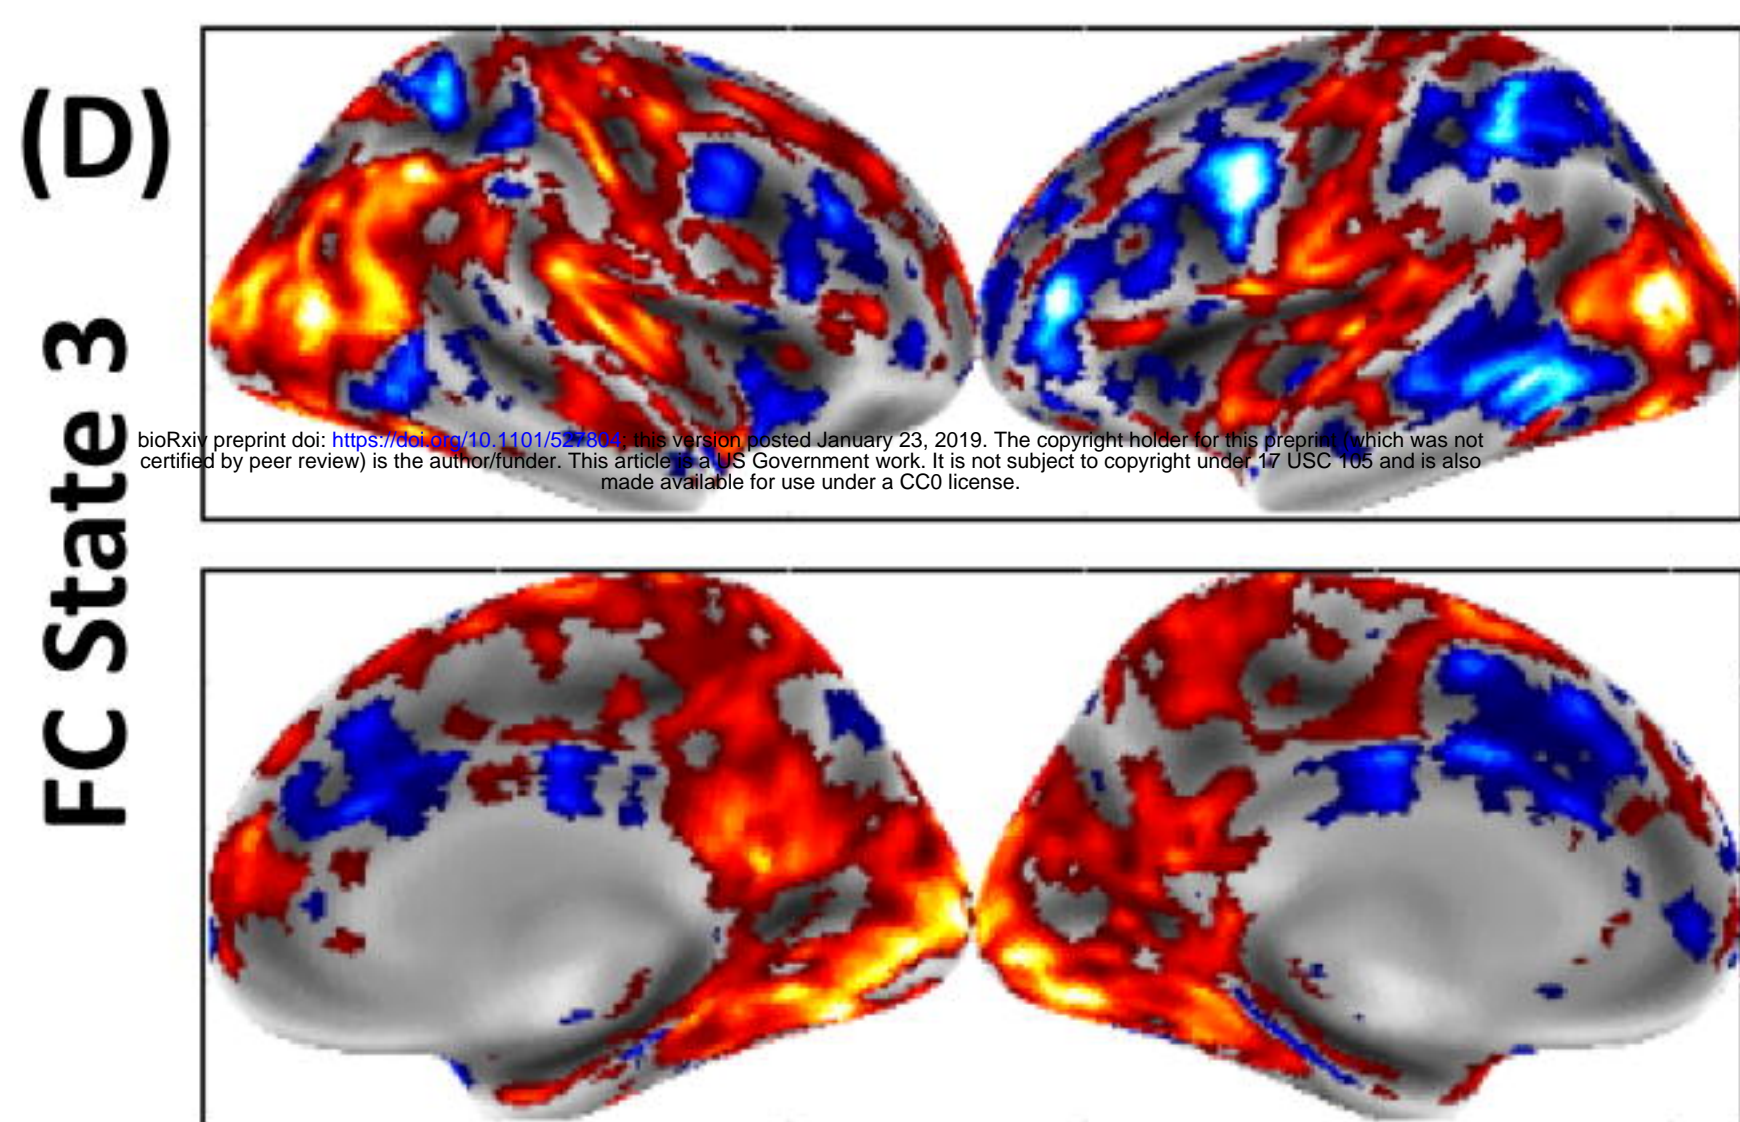 (D)
FC State 3
bioRxiv preprint doi: https://doi.org/10.1101/527804; this version posted January 23, 2019. The copyright holder for this preprint (which was not
certified by peer review) is the author/funder. This article is a US Government work. It is not subject to copyright under 17 USC 105 and is also
made available for use under a CC0 license.